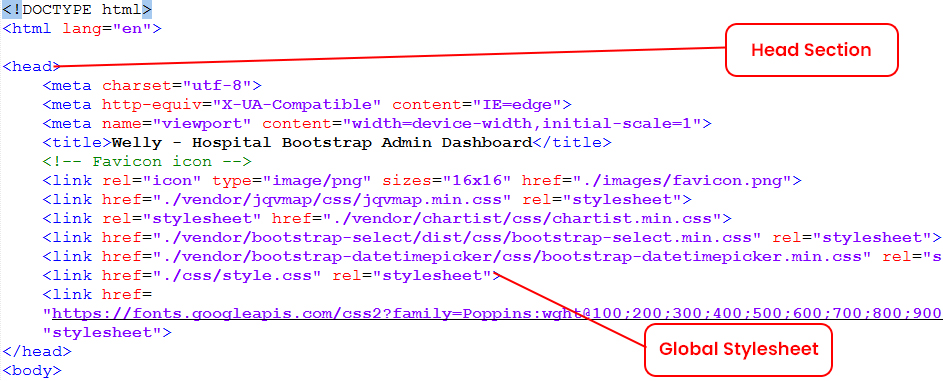 <!DOCTYPE html>
<html lang="en">
Head Section
<head>
<meta charset="utf-8">
<meta http-equiv="X-UA-Compatible" content="IE=edge">
<meta name="viewport" content="width=device-width,initial-scale=1">
<title>Welly - Hospital Bootstrap Admin Dashboard</title>
<!-- Favicon icon -->
<link rel="icon" type="image/png" sizes="16x16" href="./images/favicon.png">
<link href="./vendor/jqvmap/css/jqvmap.min.css" rel="stylesheet">
<link rel="stylesheet" href="./vendor/chartist/css/chartist.min.css">
<link href="./vendor/bootstrap-select/dist/css/bootstrap-select.min.css" rel="stylesheet">
<link href="./vendor/bootstrap-datetimepicker/css/bootstrap-datetimepicker.min.css" rel="s
<link href="./css/style.css" rel="stylesheet">
<link href=
"https://fonts.googleapis.com/css2?family=Poppins:wght@100;200;300;400;500;600;700;800;900
"stylesheet">
Global Stylesheet
</head>
<body>